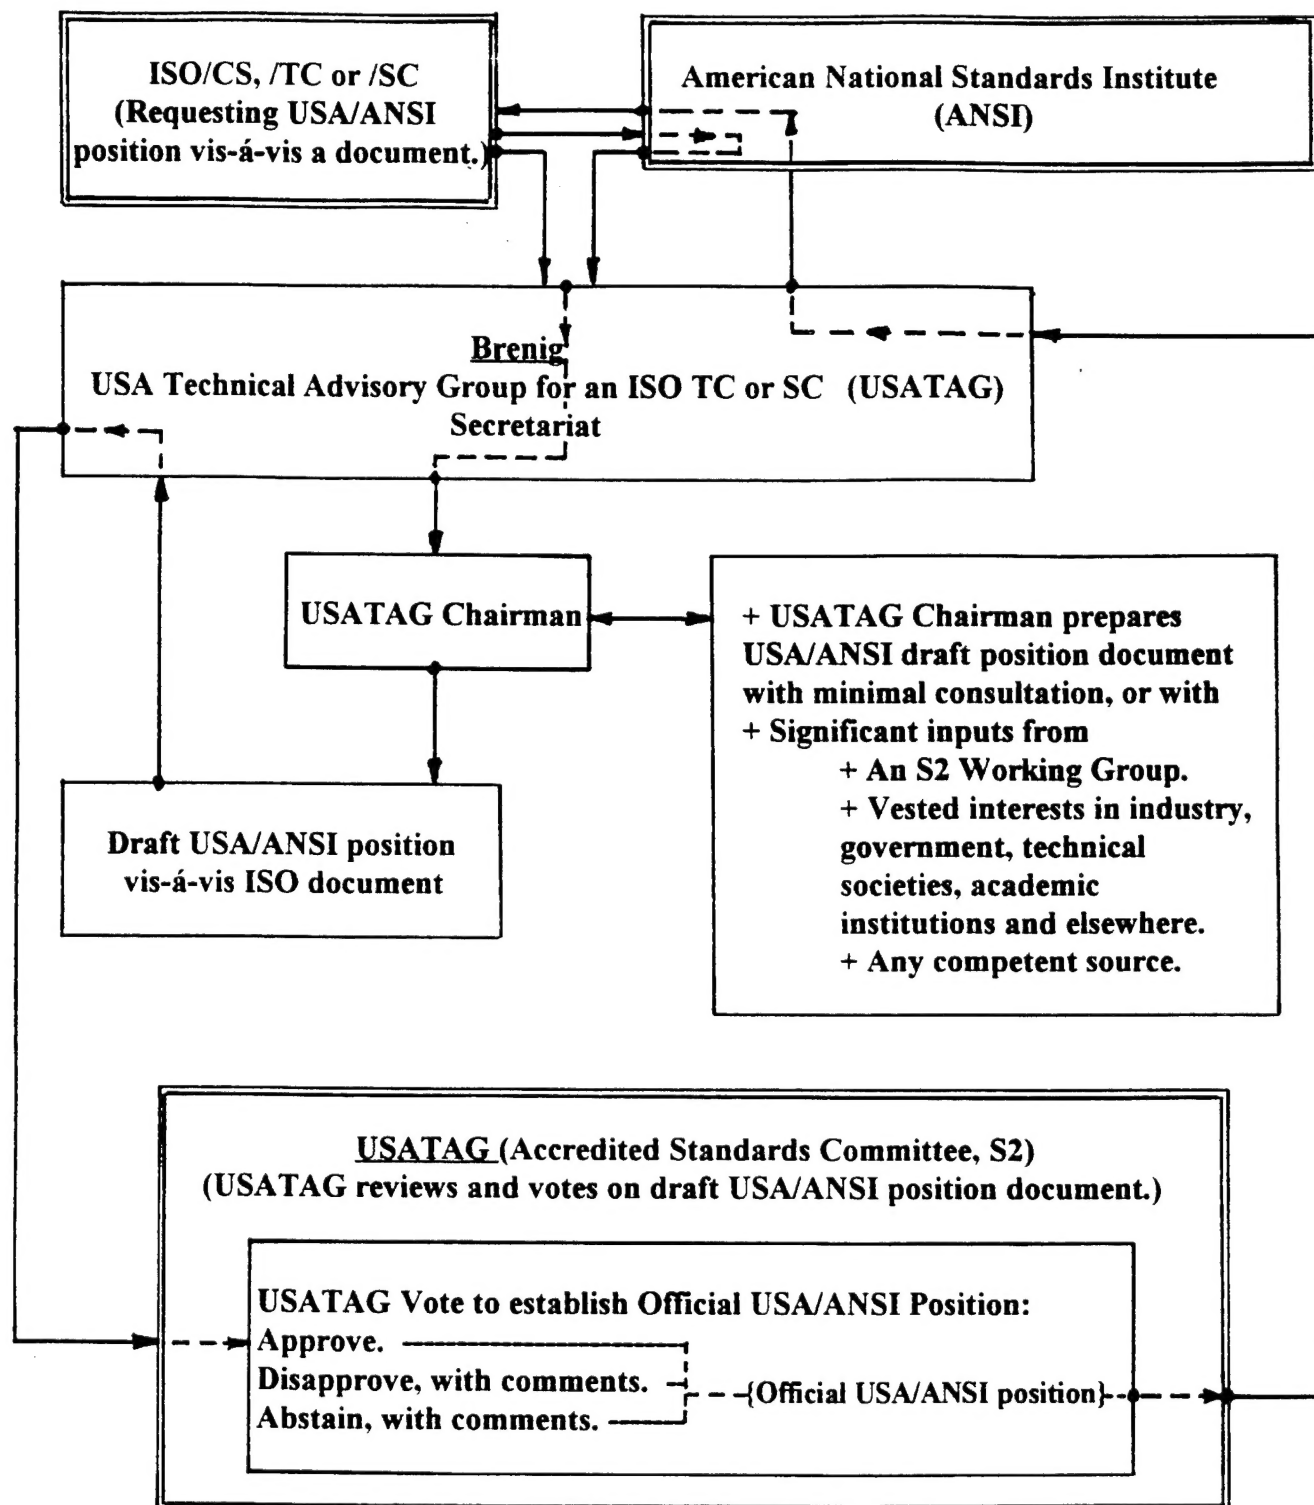 ISO/CS, /TC or /SC
(Requesting USA/ANSI
position vis-á-vis a document.)
American National Standards Institute
(ANSI)
Brenig
USA Technical Advisory Group for an ISO TC or SC (USATAG)
Secretariat
USATAG Chairman
+ USATAG Chairman prepares
USA/ANSI draft position document
with minimal consultation, or with
+ Significant inputs from
+ An S2 Working Group.
+ Vested interests in industry,
government, technical
societies, academic
institutions and elsewhere.
+ Any competent source.
Draft USA/ANSI position
vis-á-vis ISO document
USATAG (Accredited Standards Committee, S2)
(USATAG reviews and votes on draft USA/ANSI position document.)
USATAG Vote to establish Official USA/ANSI Position:
Approve.
Disapprove, with comments.
{Official USA/ANSI position}
Abstain, with comments.